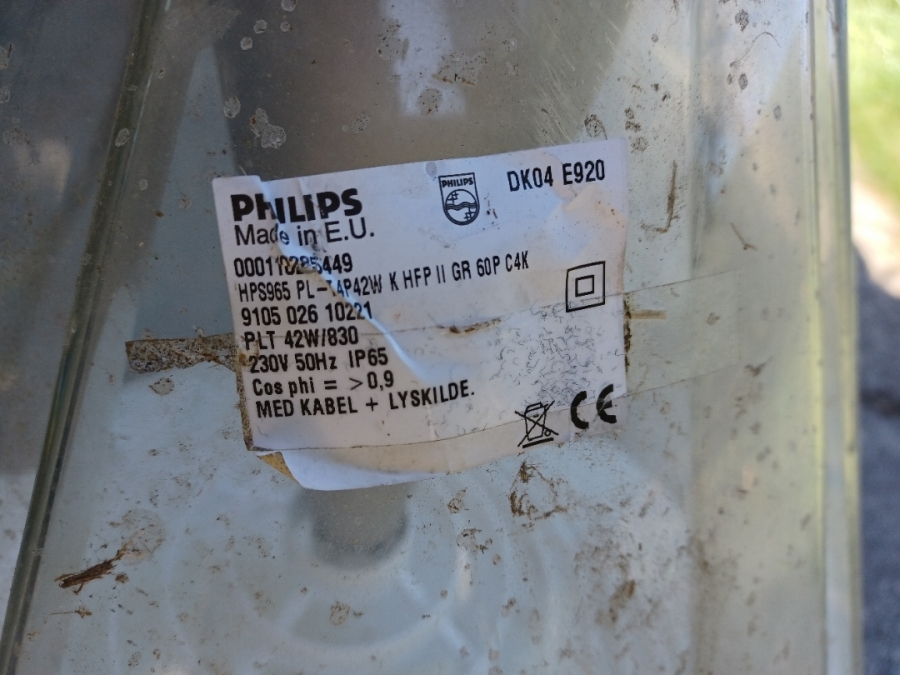 PHILIPS
PHILIPS
DK04 E920
Made in E.U.
000110285449
HPS965 PL-T4P42W K HFP II GR 60P C4K
9105 026 10221
PLT 42W/830
230V 50Hz IP65
Cos phi = >0,9
MED KABEL + LYSKILDE.
CE